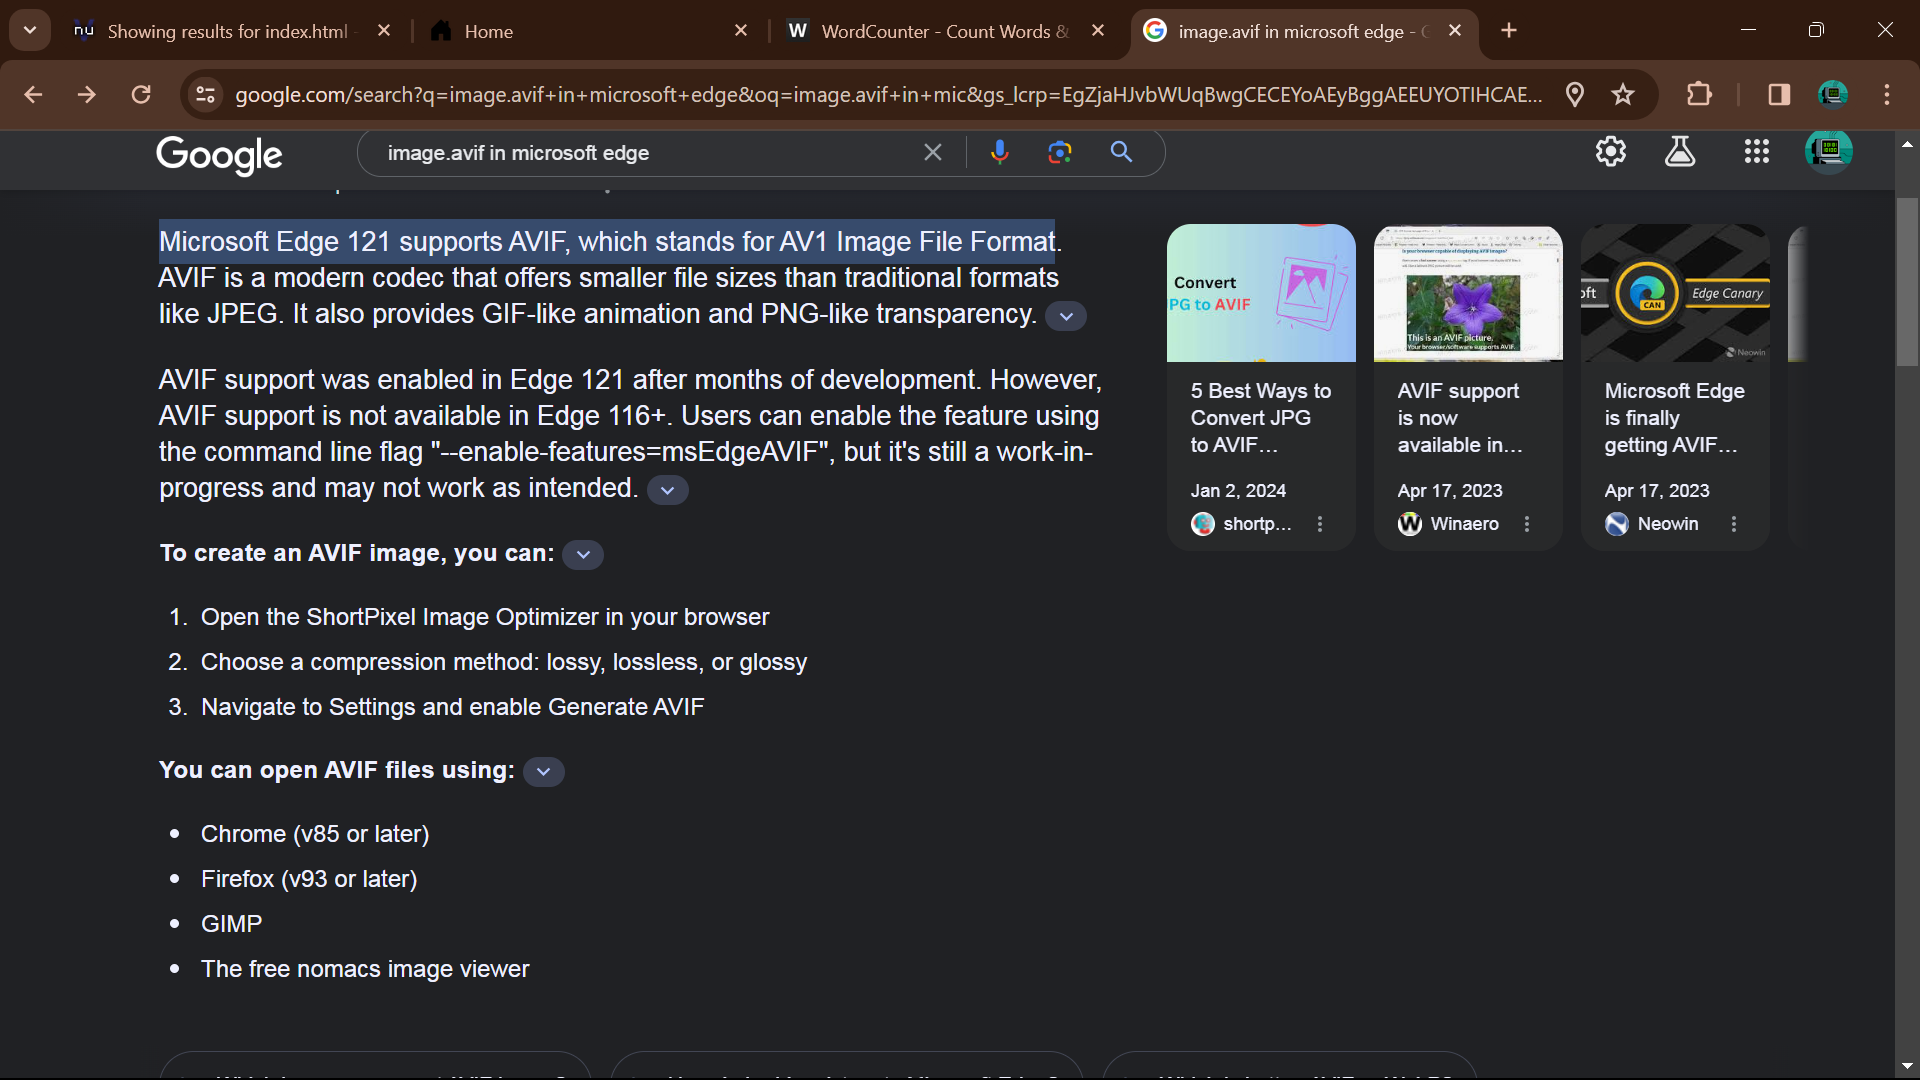 nu Showing results for index.html
Home
W WordCounter - Count Words &
image.avif in microsoft edge -
google.com/search?q=image.avif+in+microsoft+edge&oq=image.avif+in+mic&gs_lcrp=EgZjaHJvbWUqBwgCECEYoAEyBggAEEUYOTIHCAE...
Google
image.avif in microsoft edge
Microsoft Edge 121 supports AVIF, which stands for AV1 Image File Format.
AVIF is a modern codec that offers smaller file sizes than traditional formats
like JPEG. It also provides GIF-like animation and PNG-like transparency.
AVIF support was enabled in Edge 121 after months of development. However,
AVIF support is not available in Edge 116+. Users can enable the feature using
the command line flag "--enable-features=msEdgeAVIF", but it's still a work-in-
progress and may not work as intended.
To create an AVIF image, you can:
1. Open the ShortPixel Image Optimizer in your browser
2. Choose a compression method: lossy, lossless, or glossy
3. Navigate to Settings and enable Generate AVIF
You can open AVIF files using:
• Chrome (v85 or later)
• Firefox (v93 or later)
• GIMP
• The free nomacs image viewer
Convert
PG to AVIF
5 Best Ways to
Convert JPG
to AVIF...
Jan 2, 2024
shortp...
This is an AVIF picture.
Your browser/software supports AVIF.
AVIF support
is now
available in...
Apr 17, 2023
W Winaero
oft
CAN
Edge Canary
Neowin
Microsoft Edge
is finally
getting AVIF...
Apr 17, 2023
Neowin